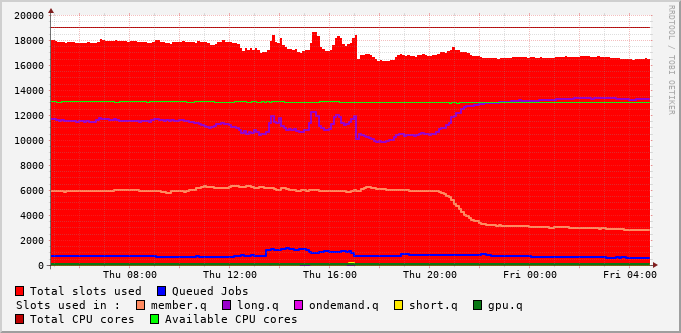 20000
18000
16000
14000
12000
10000
8000
6000
4000
2000
0
Thu 08:00 Thu 12:00 Thu 16:00 Thu 20:00 Fri 00:00 Fri 04:00
RRDTOOL / TOBI OETIKER
Total slots used Queued Jobs
Slots used in : member.q long.q ondemand.q short.q gpu.q
Total CPU cores Available CPU cores